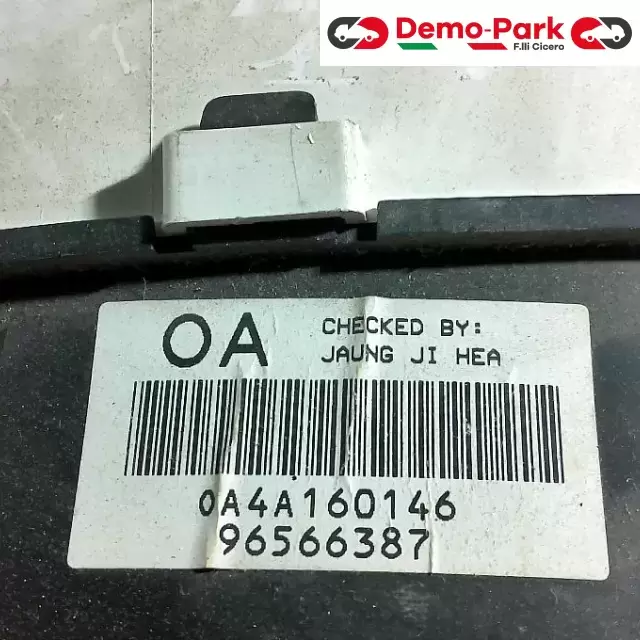 Demo-Park
F.lli Cicero
OA
CHECKED BY:
JAUNG JI HEA
0A4A160146
96566387